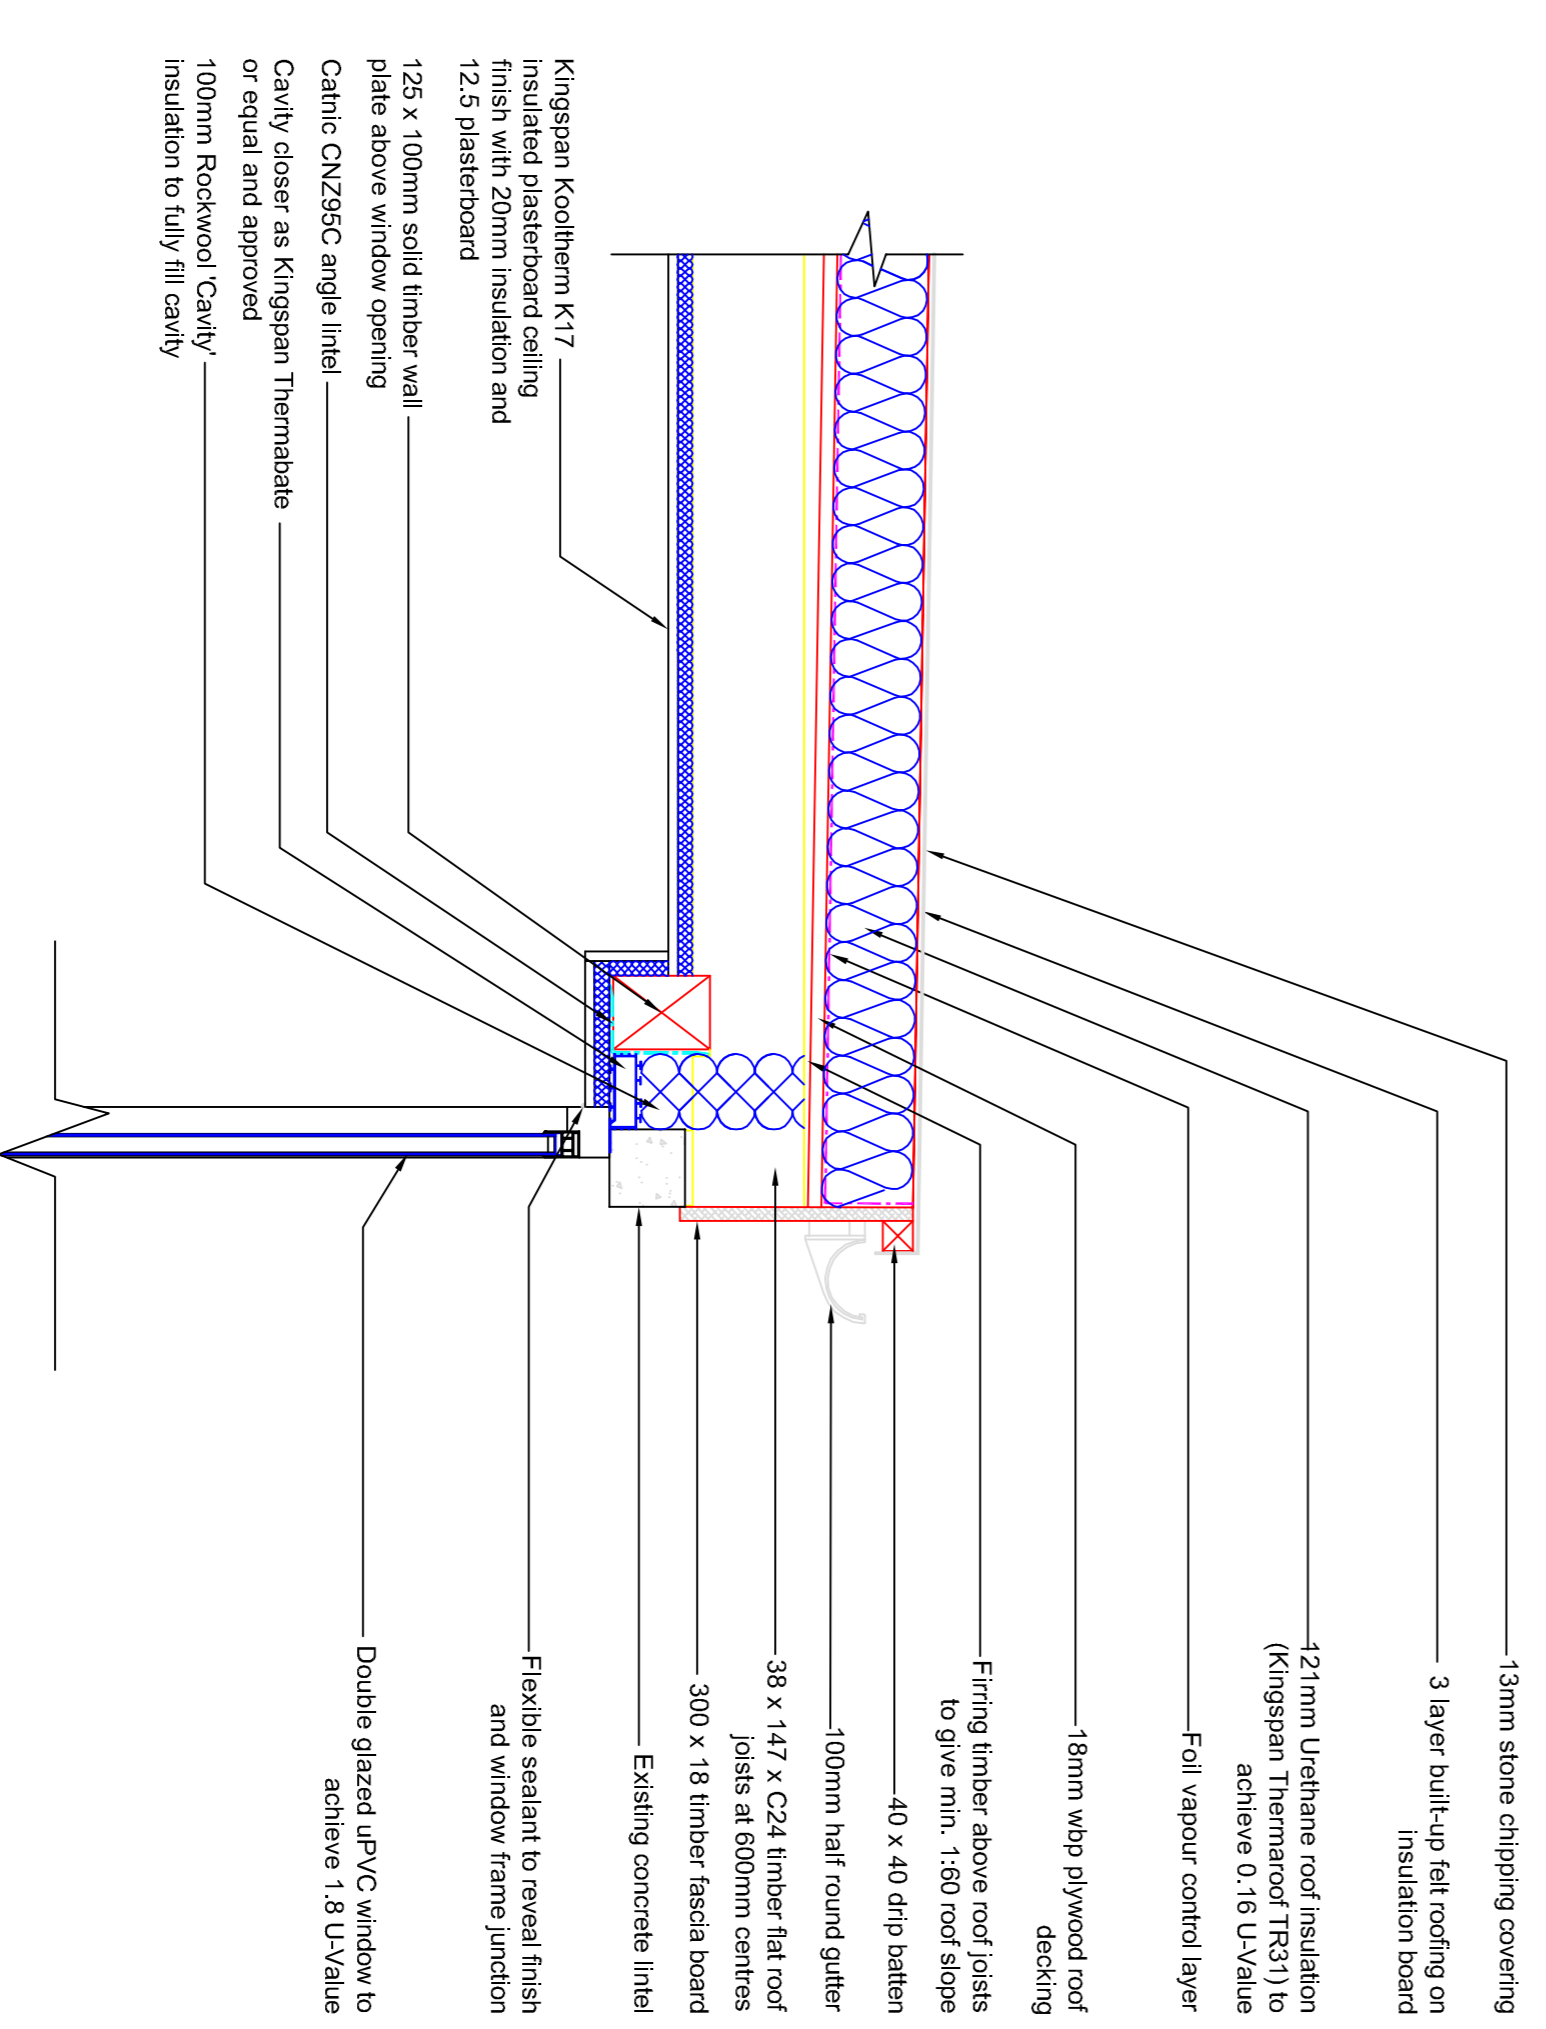 13mm stone chipping covering
3 layer built-up felt roofing on
insulation board
121mm Urethane roof insulation
(Kingspan Thermaroof TR31) to
achieve 0.16 U-Value
Foil vapour control layer
18mm wbp plywood roof
decking
Firring timber above roof joists
to give min. 1:60 roof slope
40 x 40 drip batten
100mm half round gutter
38 x 147 x C24 timber flat roof
joists at 600mm centres
300 x 18 timber fascia board
Existing concrete lintel
Flexible sealant to reveal finish
and window frame junction
Double glazed uPVC window to
achieve 1.8 U-Value
Kingspan Kooltherm K17
insulated plasterboard ceiling
finish with 20mm insulation and
12.5 plasterboard
125 x 100mm solid timber wall
plate above window opening
Catnic CNZ95C angle lintel
Cavity closer as Kingspan Thermabate
or equal and approved
100mm Rockwool 'Cavity'
insulation to fully fill cavity